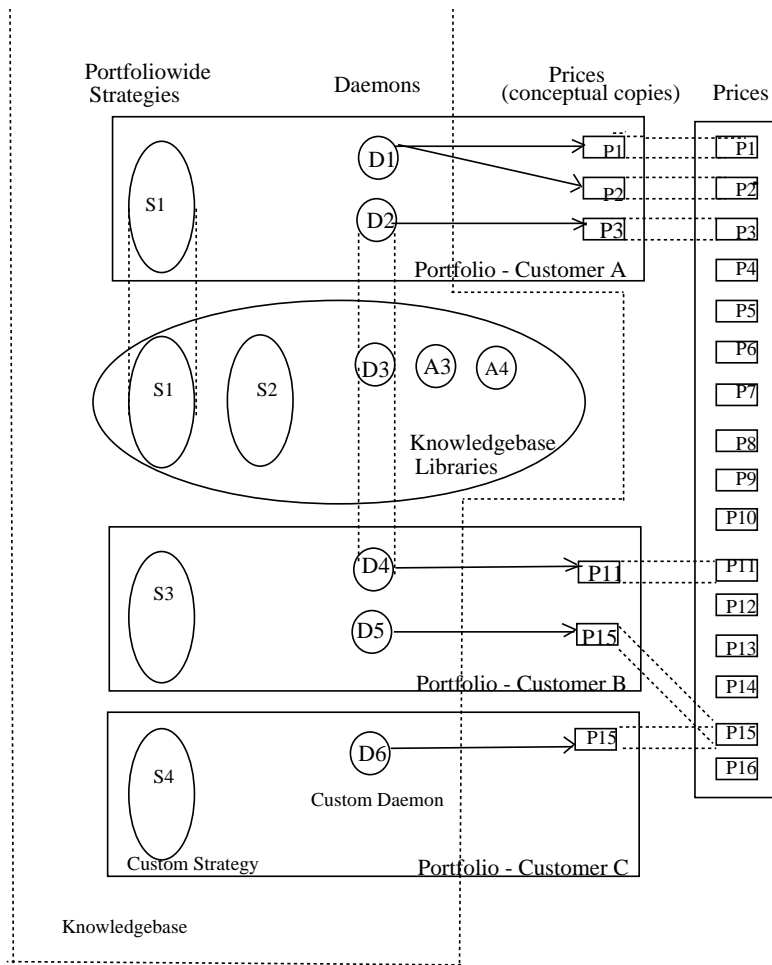 Portfoliowide
Strategies
Daemons
Prices
(conceptual copies)
Prices
S1
D1
D2
P1
P2
P3
Portfolio - Customer A
S1
S2
D3
A3
A4
Knowledgebase
Libraries
S3
D4
D5
P11
P15
Portfolio - Customer B
S4
D6
P15
Custom Daemon
Custom Strategy
Portfolio - Customer C
Knowledgebase
P1
P2
P3
P4
P5
P6
P7
P8
P9
P10
P11
P12
P13
P14
P15
P16